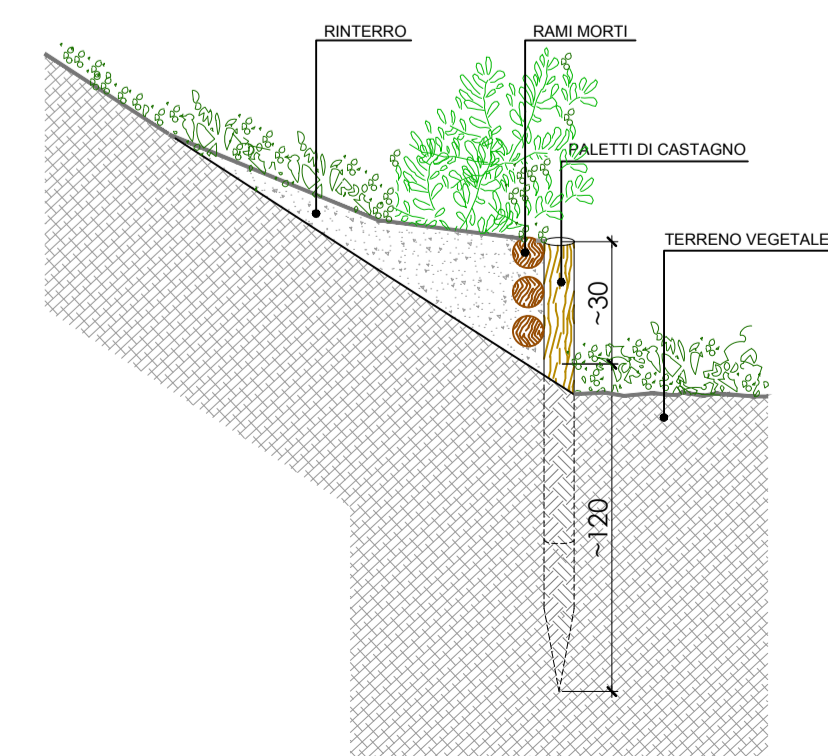 RINTERRO
RAMI MORTI
PALETTI DI CASTAGNO
TERRENO VEGETALE
~30
~120